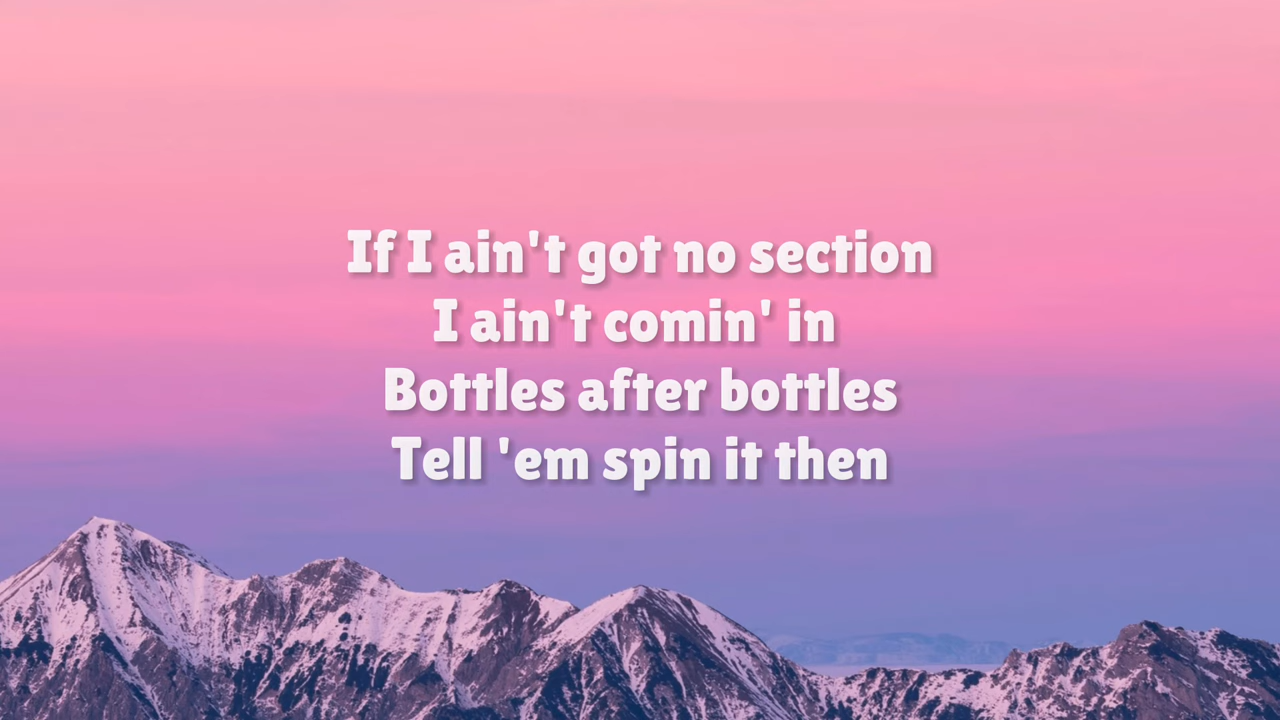 If I ain't got no section
I ain't comin' in
Bottles after bottles
Tell 'em spin it then